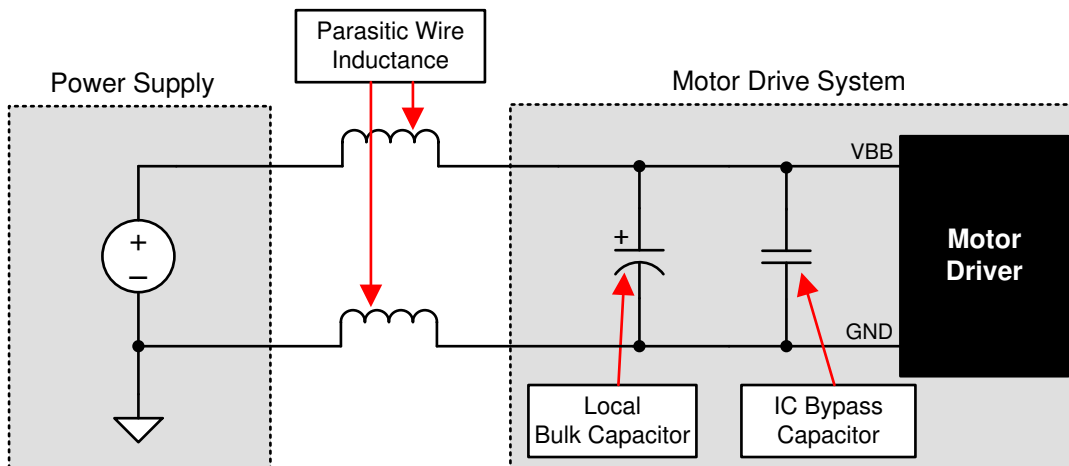 Parasitic Wire
Inductance
Power Supply
Motor Drive System
VBB
+
–
+
Motor
Driver
GND
Local
Bulk Capacitor
IC Bypass
Capacitor